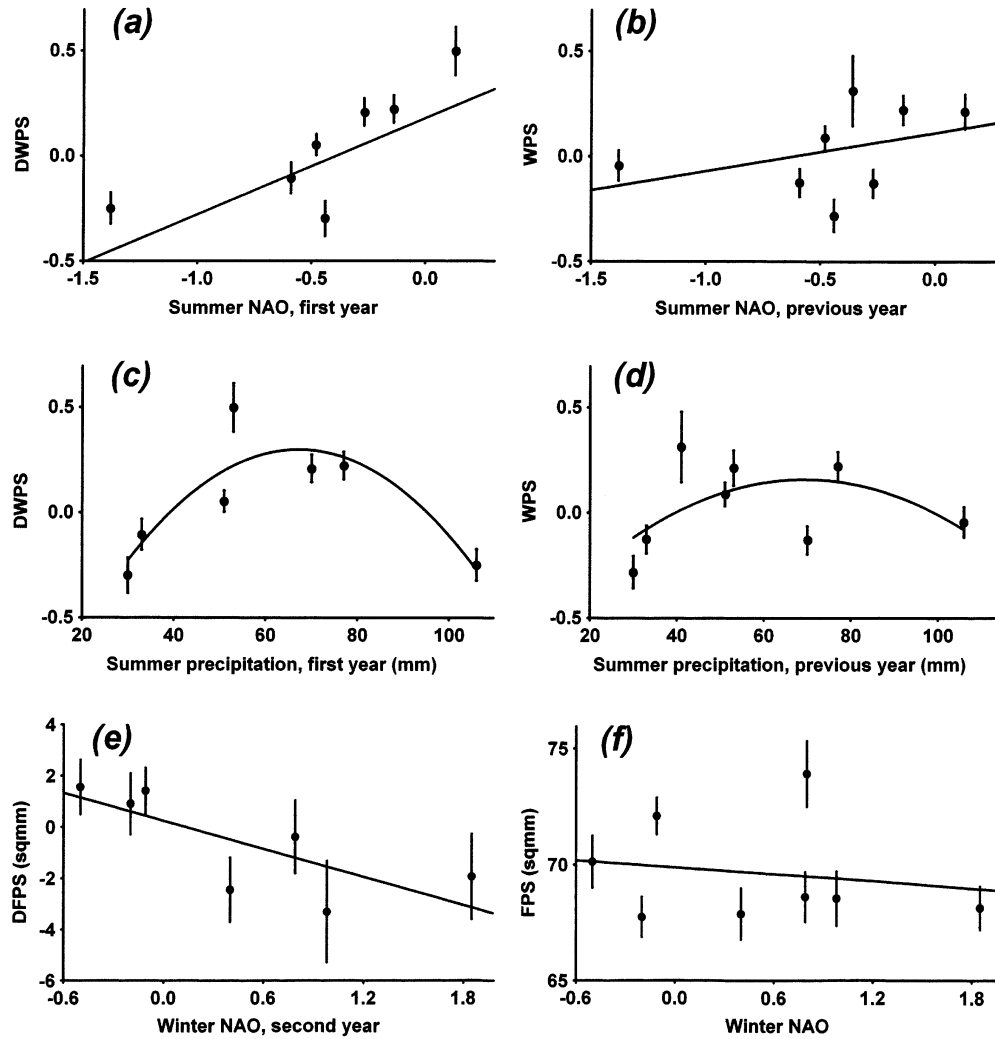 (a)
DWPS
0.5
0.0
-0.5
-1.5 -1.0 -0.5 0.0
Summer NAO, first year
(b)
WPS
0.5
0.0
-0.5
-1.5 -1.0 -0.5 0.0
Summer NAO, previous year
(c)
DWPS
0.5
0.0
-0.5
20 40 60 80 100
Summer precipitation, first year (mm)
(d)
WPS
0.5
0.0
-0.5
20 40 60 80 100
Summer precipitation, previous year (mm)
(e)
DFPS (sqmm)
4
2
0
-2
-4
-6
-0.6 0.0 0.6 1.2 1.8
Winter NAO, second year
(f)
FPS (sqmm)
75
70
65
-0.6 0.0 0.6 1.2 1.8
Winter NAO